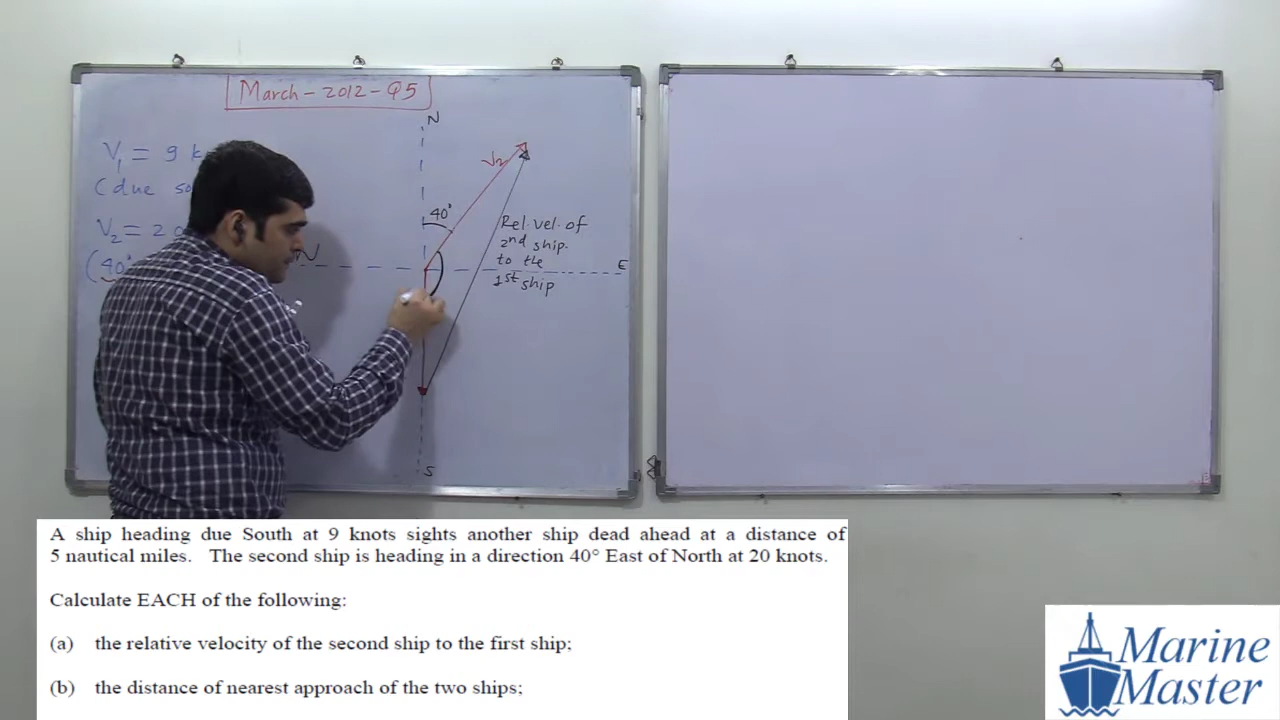 March - 2012 - Q5
N
V₁ = 9 k
(due so
V₂ = 2
(40°
V₂
40°
Rel. vel. of
2nd ship.
to the
1st ship
E
S
A ship heading due South at 9 knots sights another ship dead ahead at a distance of
5 nautical miles. The second ship is heading in a direction 40° East of North at 20 knots.
Calculate EACH of the following:
(a) the relative velocity of the second ship to the first ship;
(b) the distance of nearest approach of the two ships;
Marine
Master